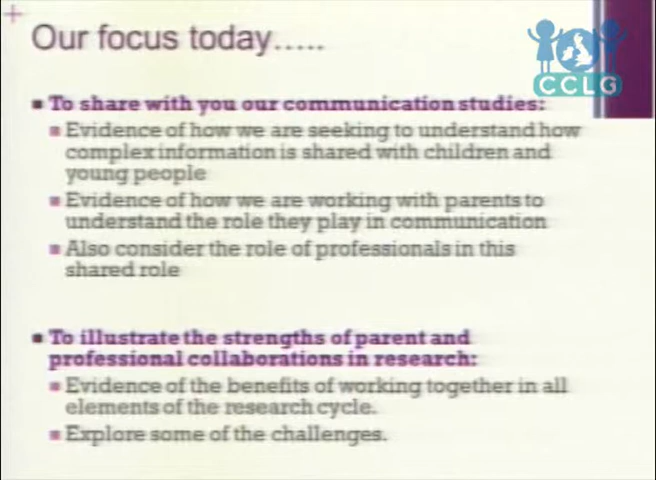 Our focus today.....
CCLG
To share with you our communication studies:
Evidence of how we are seeking to understand how
complex information is shared with children and
young people
Evidence of how we are working with parents to
understand the role they play in communication
Also consider the role of professionals in this
shared role
To illustrate the strengths of parent and
professional collaborations in research:
Evidence of the benefits of working together in all
elements of the research cycle.
Explore some of the challenges.